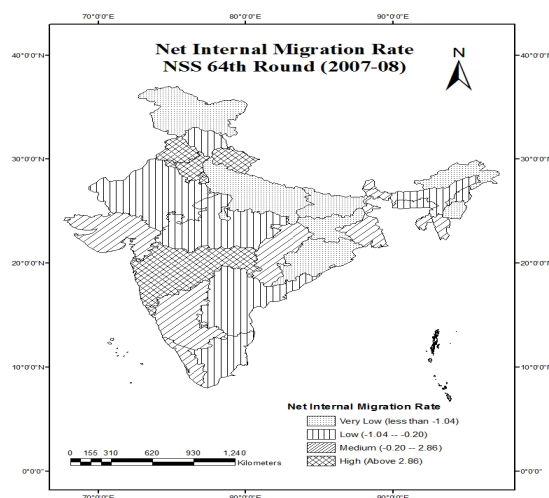 70°0'0"E 80°0'0"E 90°0'0"E
Net Internal Migration Rate
NSS 64th Round (2007-08)
N
40°0'0"N
40°0'0"N
30°0'0"N
30°0'0"N
20°0'0"N
20°0'0"N
10°0'0"N
10°0'0"N
0°0'0"
0°0'0"
Net Internal Migration Rate
Very Low (less than -1.04)
Low (-1.04 -- -0.20)
Medium (-0.20 -- 2.86)
High (Above 2.86)
0 155 310 620 930 1,240
Kilometers
70°0'0"E 80°0'0"E 90°0'0"E